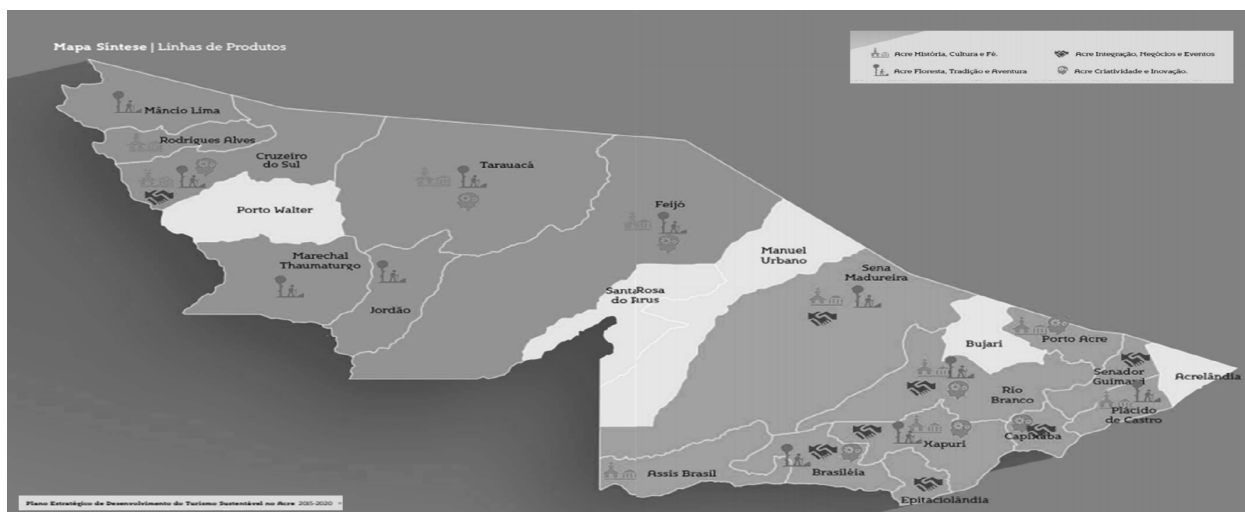 Mapa Síntese | Linhas de Produtos
Acre História, Cultura e Fé.
Acre Integração, Negócios e Eventos
Acre Floresta, Tradição e Aventura
Acre Criatividade e Inovação.
Mâncio Lima
Rodrigues Alves
Cruzeiro
do Sul
Tarauacá
Porto Walter
Feijó
Marechal
Thaumaturgo
Jordão
Manuel
Urbano
Santa Rosa
do Purus
Sena
Madureira
Bujari
Porto Acre
Senador
Guimard
Acrelândia
Rio
Branco
Plácido
de Castro
Capixaba
Xapuri
Assis Brasil
Brasiléia
Epitaciolândia
Plano Estratégico de Desenvolvimento do Turismo Sustentável no Acre 2015-2020